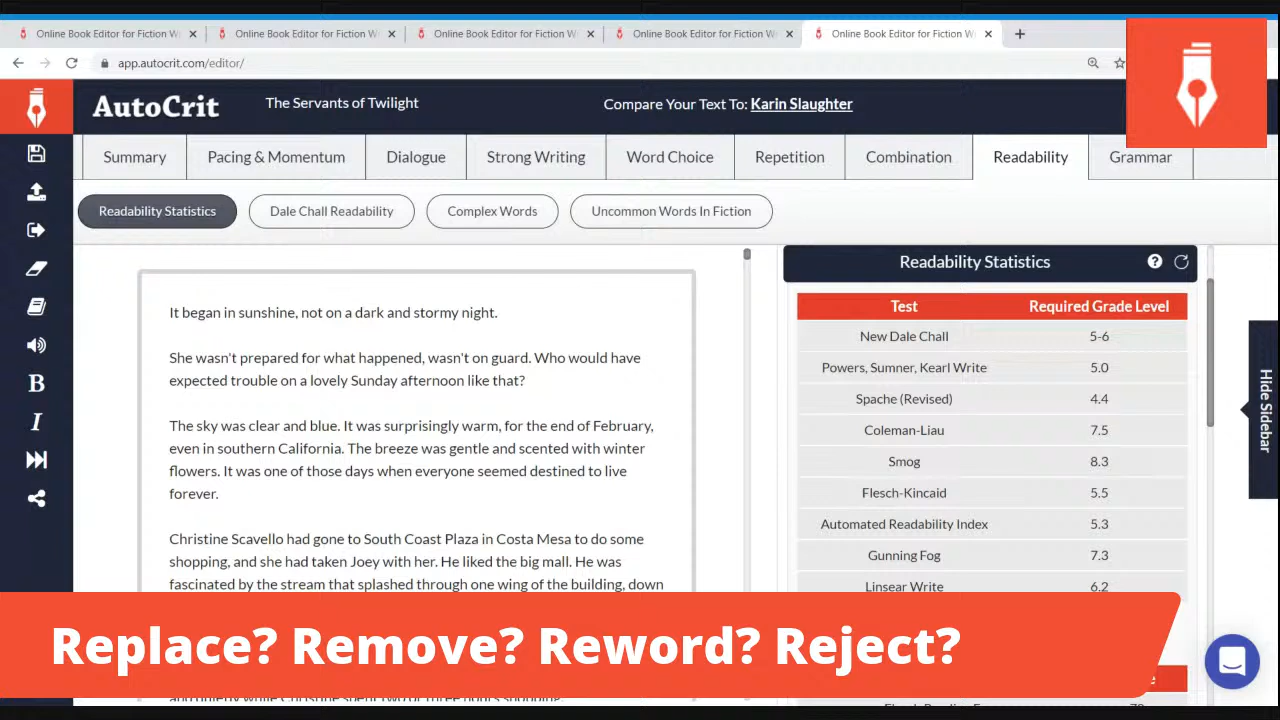 Online Book Editor for Fiction W
Online Book Editor for Fiction W
Online Book Editor for Fiction W
Online Book Editor for Fiction W
Online Book Editor for Fiction W
app.autocrit.com/editor/
AutoCrit
The Servants of Twilight
Compare Your Text To: Karin Slaughter
Summary
Pacing & Momentum
Dialogue
Strong Writing
Word Choice
Repetition
Combination
Readability
Grammar
Readability Statistics
Dale Chall Readability
Complex Words
Uncommon Words In Fiction
It began in sunshine, not on a dark and stormy night.
She wasn't prepared for what happened, wasn't on guard. Who would have
expected trouble on a lovely Sunday afternoon like that?
The sky was clear and blue. It was surprisingly warm, for the end of February,
even in southern California. The breeze was gentle and scented with winter
flowers. It was one of those days when everyone seemed destined to live
forever.
Christine Scavello had gone to South Coast Plaza in Costa Mesa to do some
shopping, and she had taken Joey with her. He liked the big mall. He was
fascinated by the stream that splashed through one wing of the building, down
Readability Statistics ?
Test Required Grade Level
New Dale Chall 5-6
Powers, Sumner, Kearl Write 5.0
Spache (Revised) 4.4
Coleman-Liau 7.5
Smog 8.3
Flesch-Kincaid 5.5
Automated Readability Index 5.3
Gunning Fog 7.3
Linsear Write 6.2
B
I
Hide Sidebar
Replace? Remove? Reword? Reject?